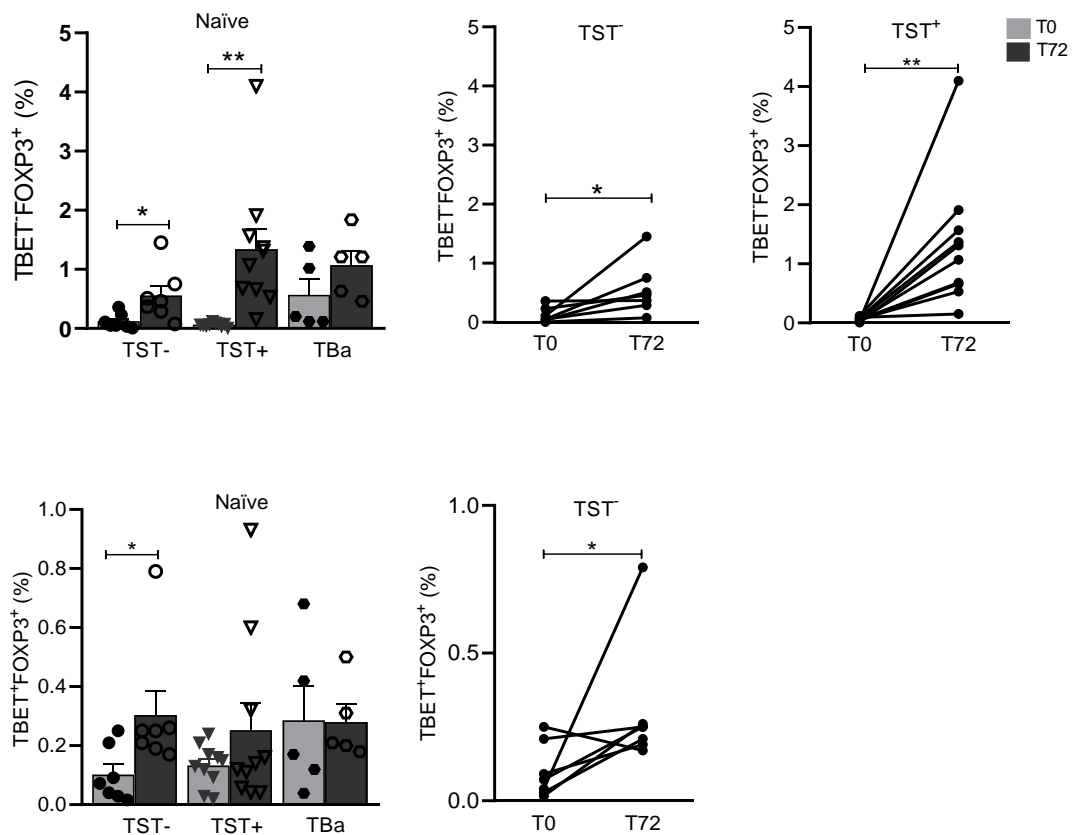 Naïve
TBET⁻FOXP3⁺ (%)
5
4
3
2
1
0
*
**
TST-
TST+
TBa
TST⁻
TBET⁻FOXP3⁺ (%)
5
4
3
2
1
0
*
T0
T72
TST⁺
TBET⁻FOXP3⁺ (%)
5
4
3
2
1
0
**
T0
T72
T0
T72
Naïve
TBET⁺FOXP3⁺ (%)
1.0
0.8
0.6
0.4
0.2
0.0
*
TST-
TST+
TBa
TST⁻
TBET⁺FOXP3⁺ (%)
1.0
0.5
0.0
*
T0
T72